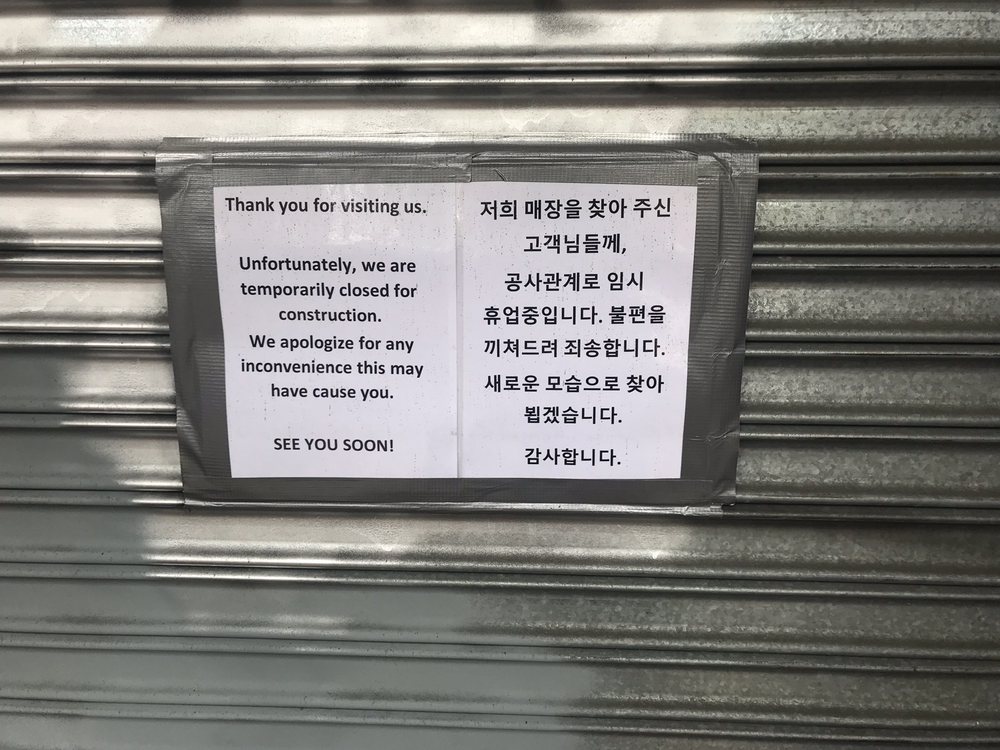 Thank you for visiting us.
Unfortunately, we are
temporarily closed for
construction.
We apologize for any
inconvenience this may
have cause you.
SEE YOU SOON!
저희 매장을 찾아 주신
고객님들께,
공사관계로 임시
휴업중입니다. 불편을
끼쳐드려 죄송합니다.
새로운 모습으로 찾아
뵙겠습니다.
감사합니다.